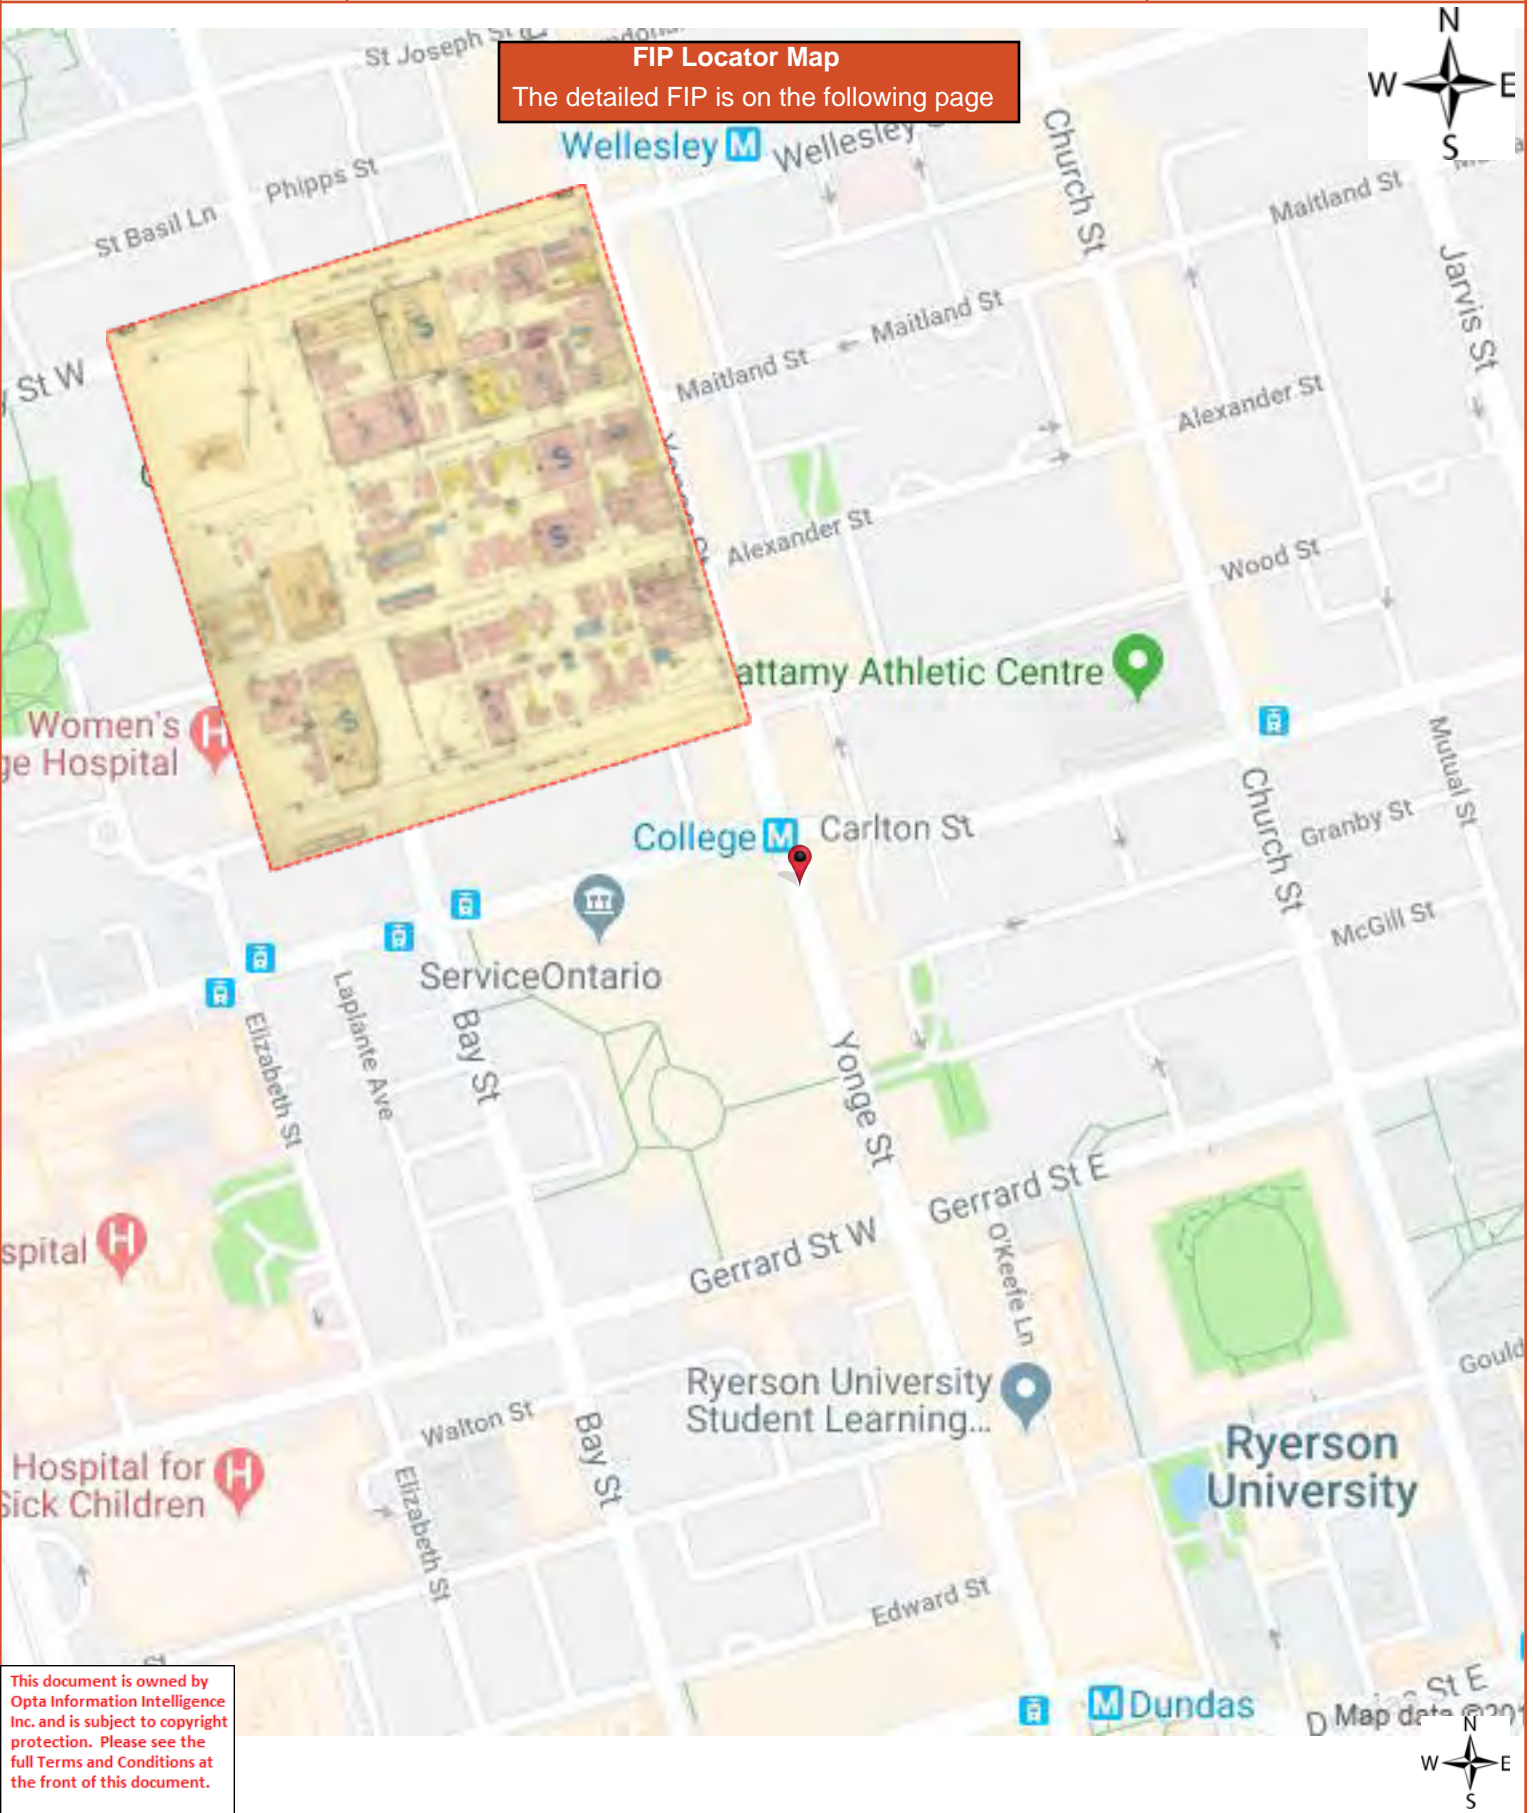 N
W E
S
FIP Locator Map
The detailed FIP is on the following page
St Joseph St
Wellesley M
Wellesley
Church St
Phipps St
St Basil Ln
Maitland St
Jarvis St
Maitland St
Maitland St
St W
Alexander St
Alexander St
Wood St
attamy Athletic Centre
Women's H
ge Hospital
Mutual St
Church St
Granby St
College M
Carlton St
McGill St
ServiceOntario
Laplante Ave
Elizabeth St
Bay St
Yonge St
Gerrard St E
Gerrard St W
O'Keefe Ln
spital H
Ryerson University
Student Learning...
Gould
Walton St
Bay St
Ryerson
University
Hospital for H
Sick Children
Elizabeth St
Edward St
St
M Dundas
St E
D
Map data ©201
This document is owned by
Opta Information Intelligence
Inc. and is subject to copyright
protection. Please see the
full Terms and Conditions at
the front of this document.
N
W E
S